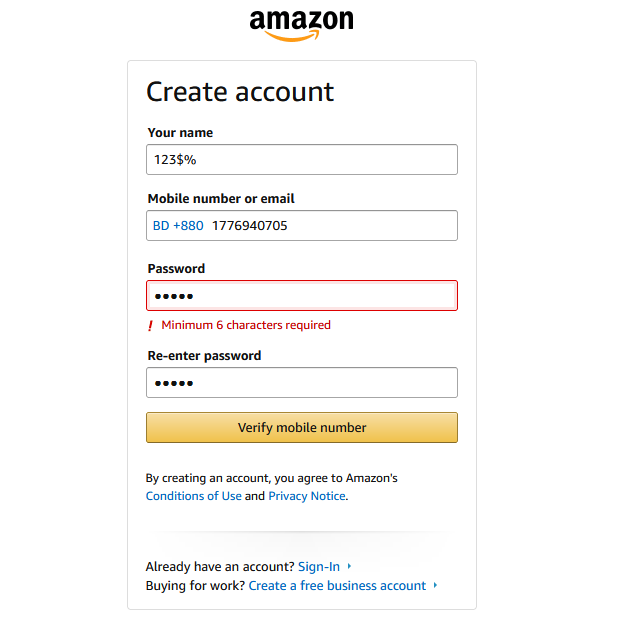 amazon
Create account
Your name
123$%
Mobile number or email
BD +880 1776940705
Password
•••••
! Minimum 6 characters required
Re-enter password
•••••
Verify mobile number
By creating an account, you agree to Amazon's
Conditions of Use and Privacy Notice.
Already have an account? Sign-In
Buying for work? Create a free business account